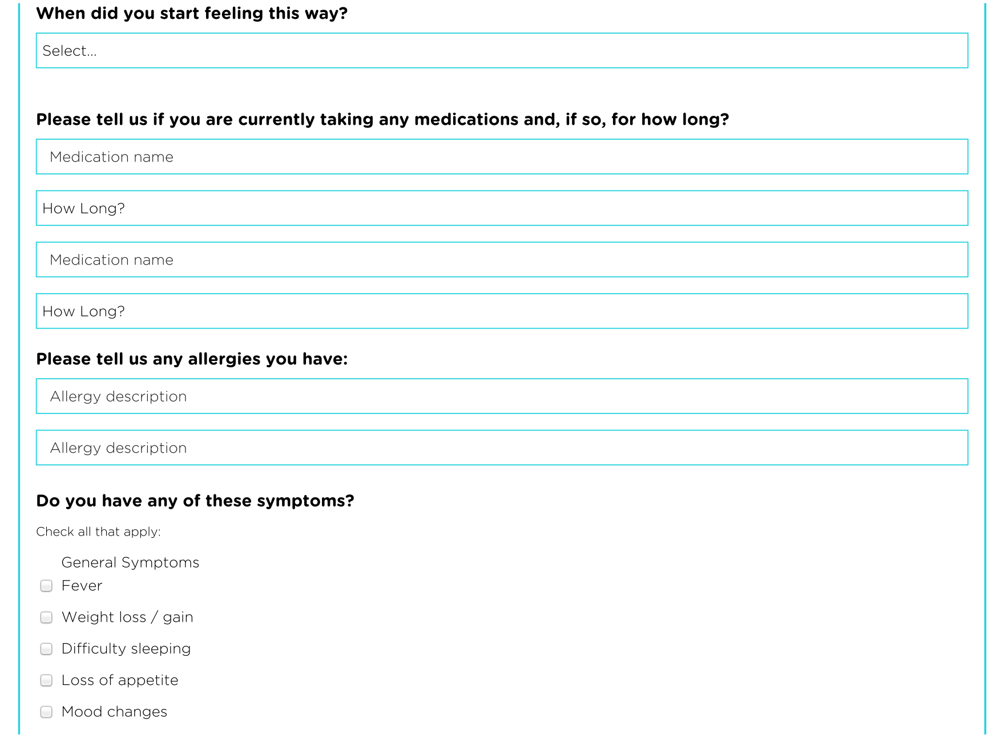 When did you start feeling this way?
Select...
Please tell us if you are currently taking any medications and, if so, for how long?
Medication name
How Long?
Medication name
How Long?
Please tell us any allergies you have:
Allergy description
Allergy description
Do you have any of these symptoms?
Check all that apply:
General Symptoms
Fever
Weight loss / gain
Difficulty sleeping
Loss of appetite
Mood changes